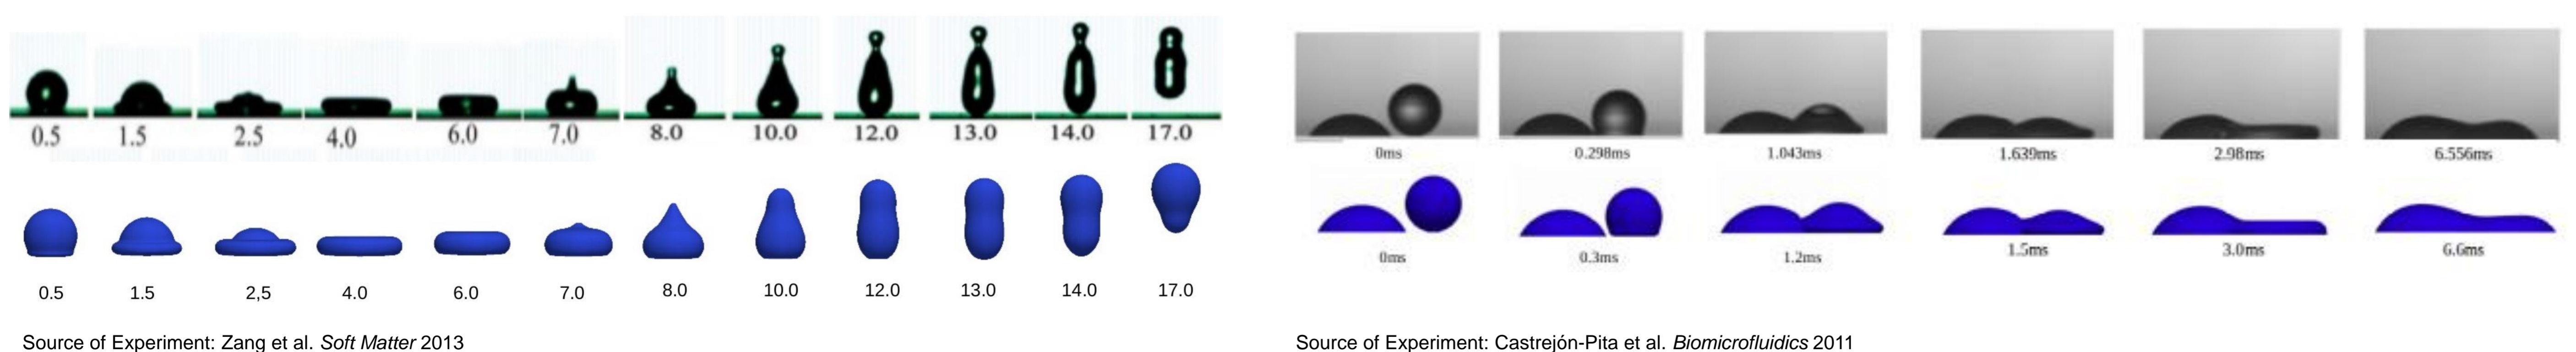 0.5 1.5 2.5 4.0 6.0 7.0 8.0 10.0 12.0 13.0 14.0 17.0
0.5 1.5 2,5 4.0 6.0 7.0 8.0 10.0 12.0 13.0 14.0 17.0
Source of Experiment: Zang et al. Soft Matter 2013
0ms 0.298ms 1.043ms 1.639ms 2.98ms 6.556ms
0ms 0.3ms 1.2ms 1.5ms 3.0ms 6.6ms
Source of Experiment: Castrejón-Pita et al. Biomicrofluidics 2011